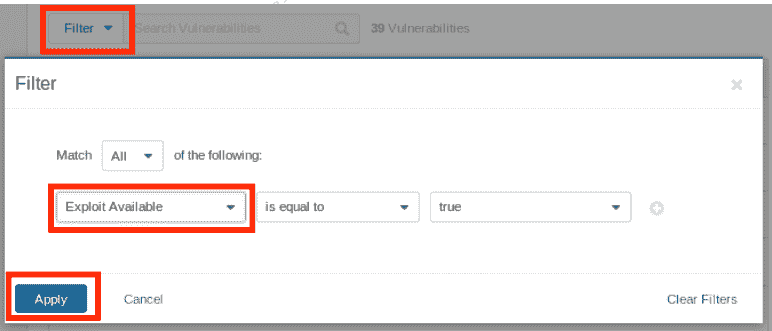 Filter Search Vulnerabilities 39 Vulnerabilities
Filter
Match All of the following:
Exploit Available is equal to true
Apply Cancel Clear Filters